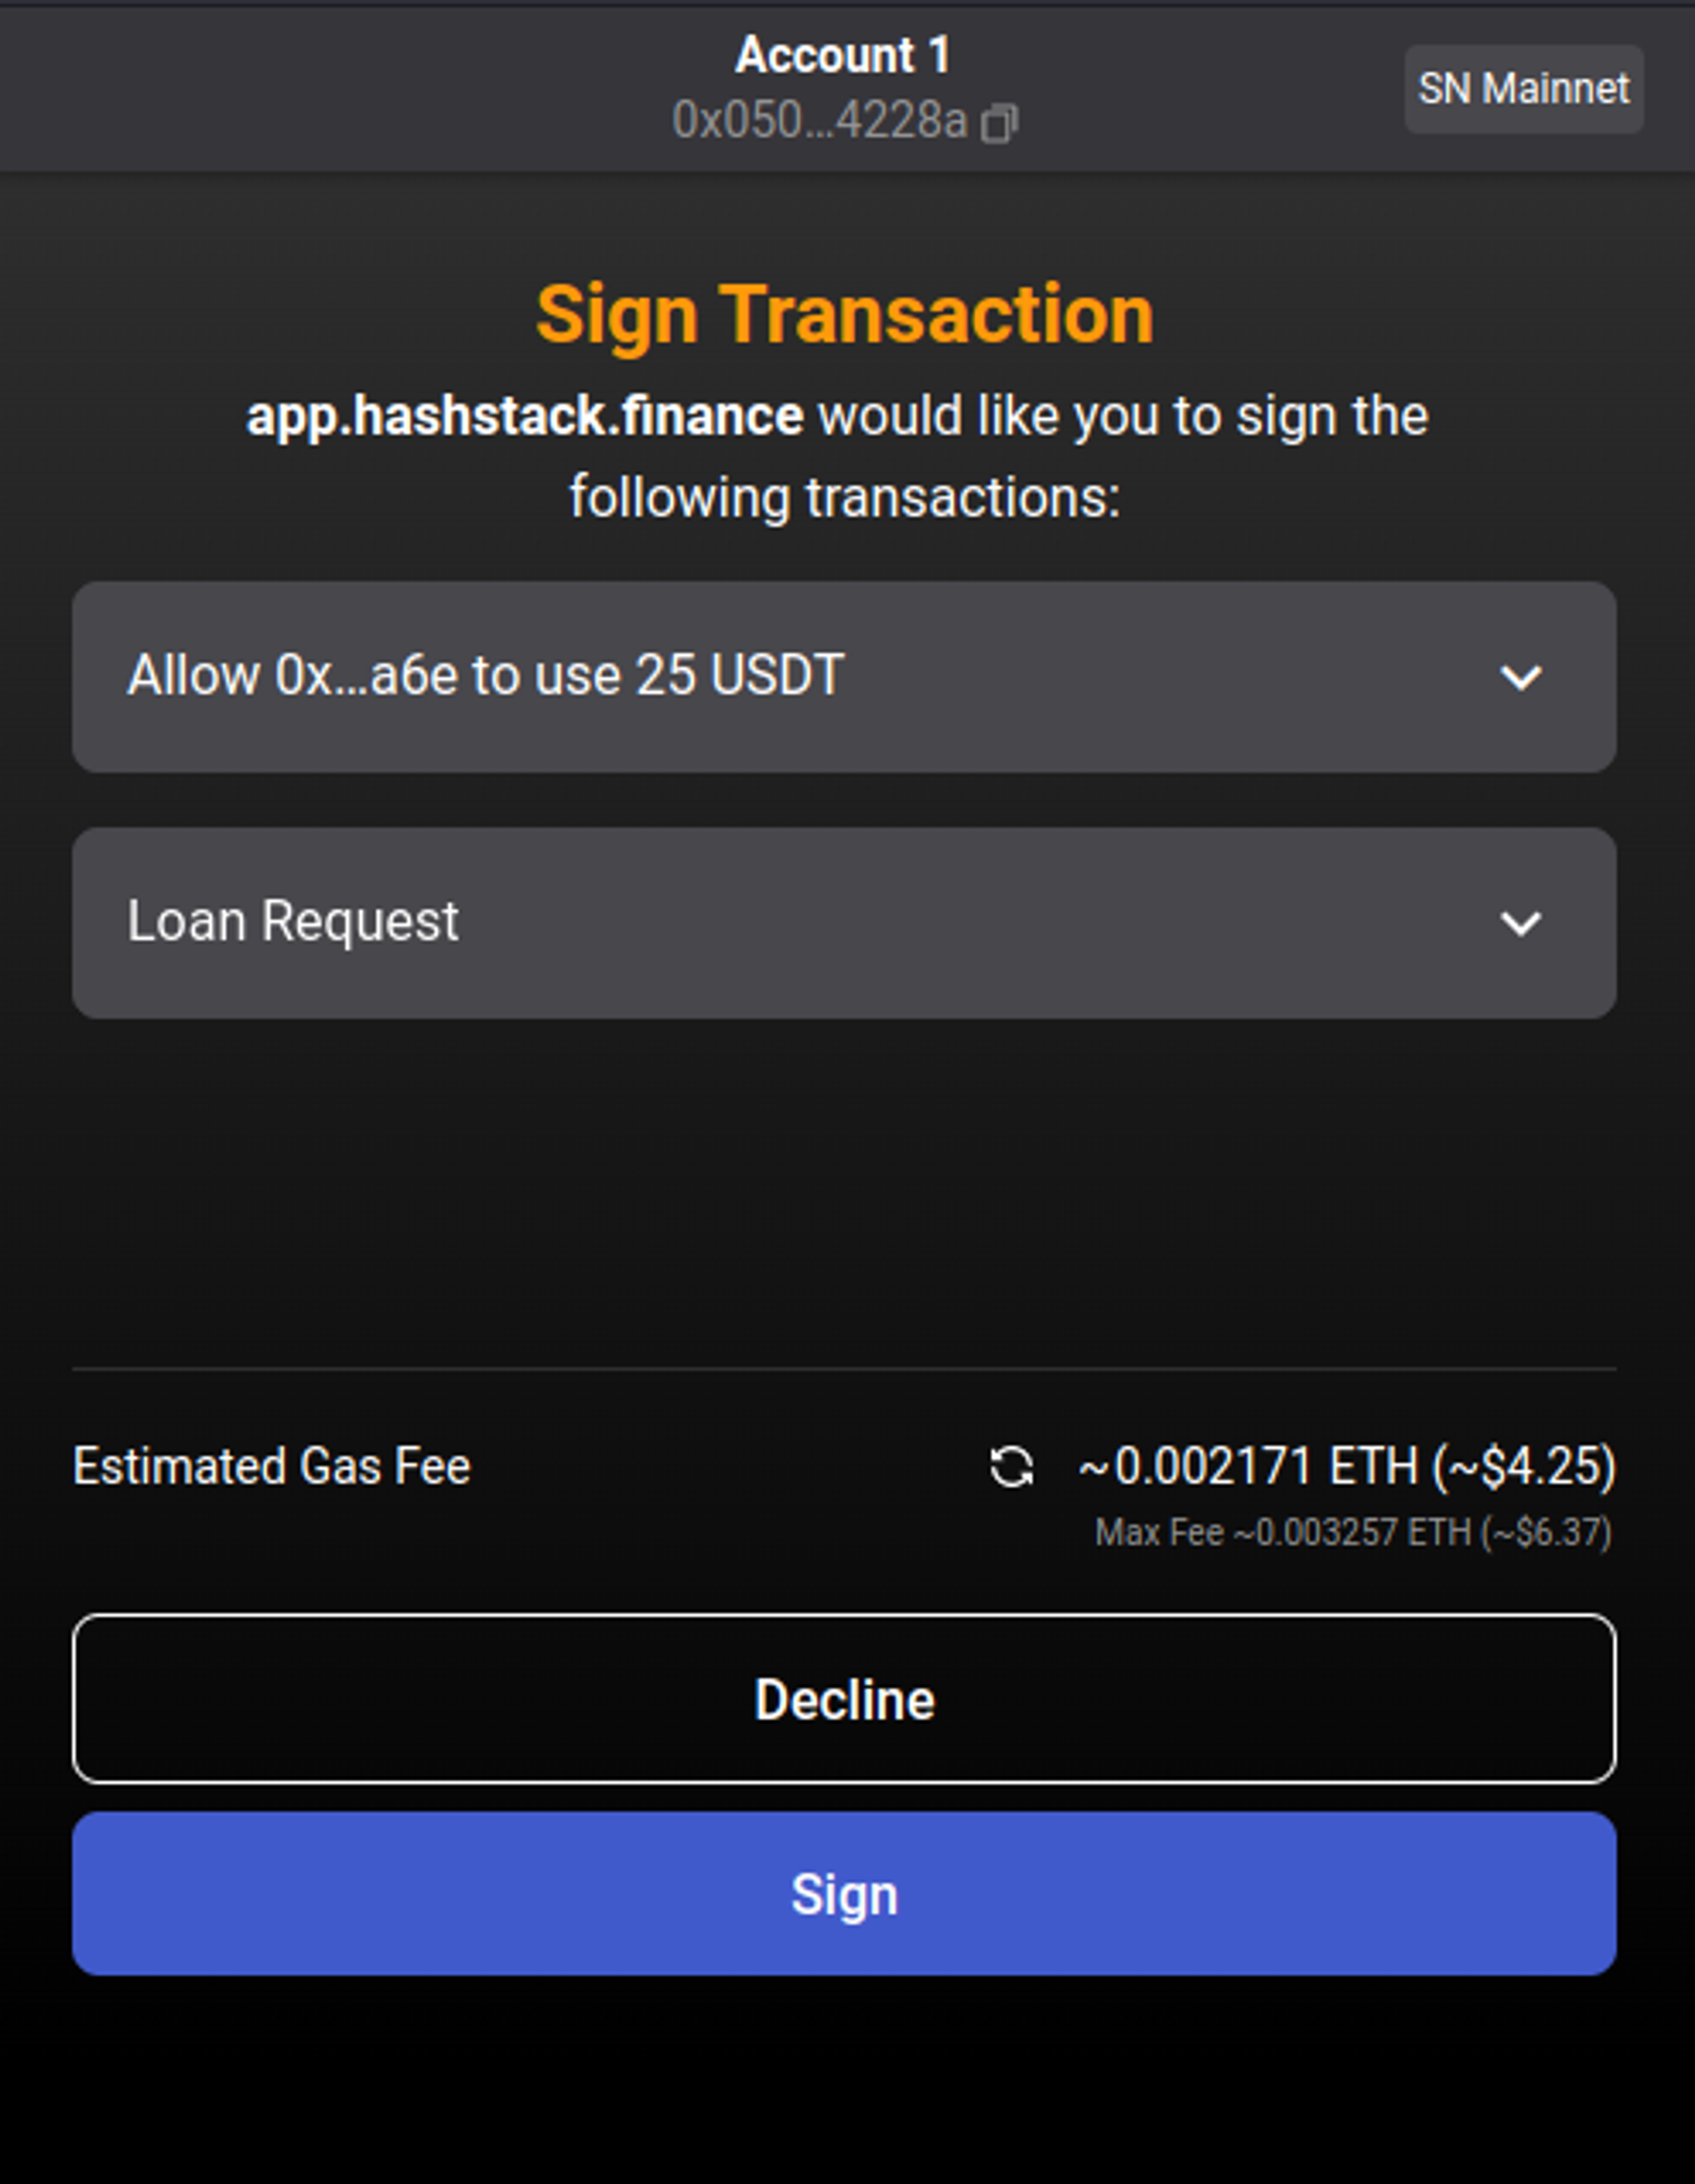 Account 1
0x050...4228a
SN Mainnet
Sign Transaction
app.hashstack.finance would like you to sign the
following transactions:
Allow 0x...a6e to use 25 USDT
Loan Request
Estimated Gas Fee
~0.002171 ETH (~$4.25)
Max Fee ~0.003257 ETH (~$6.37)
Decline
Sign